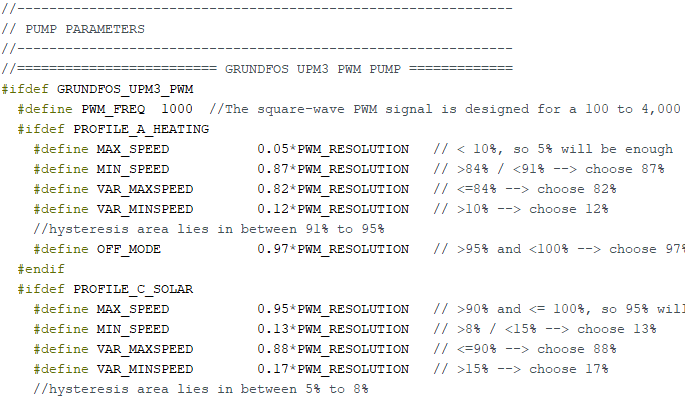 //--------------------------------------------------------------
// PUMP PARAMETERS
//--------------------------------------------------------------
//========================= GRUNDFOS UPM3 PWM PUMP =============
#ifdef GRUNDFOS_UPM3_PWM
  #define PWM_FREQ  1000  //The square-wave PWM signal is designed for a 100 to 4,000
  #ifdef PROFILE_A_HEATING
    #define MAX_SPEED           0.05*PWM_RESOLUTION   // < 10%, so 5% will be enough
    #define MIN_SPEED           0.87*PWM_RESOLUTION   // >84% / <91% --> choose 87%
    #define VAR_MAXSPEED        0.82*PWM_RESOLUTION   // <=84% --> choose 82%
    #define VAR_MINSPEED        0.12*PWM_RESOLUTION   // >10% --> choose 12%
    //hysteresis area lies in between 91% to 95%
    #define OFF_MODE            0.97*PWM_RESOLUTION   // >95% and <100% --> choose 97%
  #endif
  #ifdef PROFILE_C_SOLAR
    #define MAX_SPEED           0.95*PWM_RESOLUTION   // >90% and <= 100%, so 95% will
    #define MIN_SPEED           0.13*PWM_RESOLUTION   // >8% / <15% --> choose 13%
    #define VAR_MAXSPEED        0.88*PWM_RESOLUTION   // <=90% --> choose 88%
    #define VAR_MINSPEED        0.17*PWM_RESOLUTION   // >15% --> choose 17%
    //hysteresis area lies in between 5% to 8%